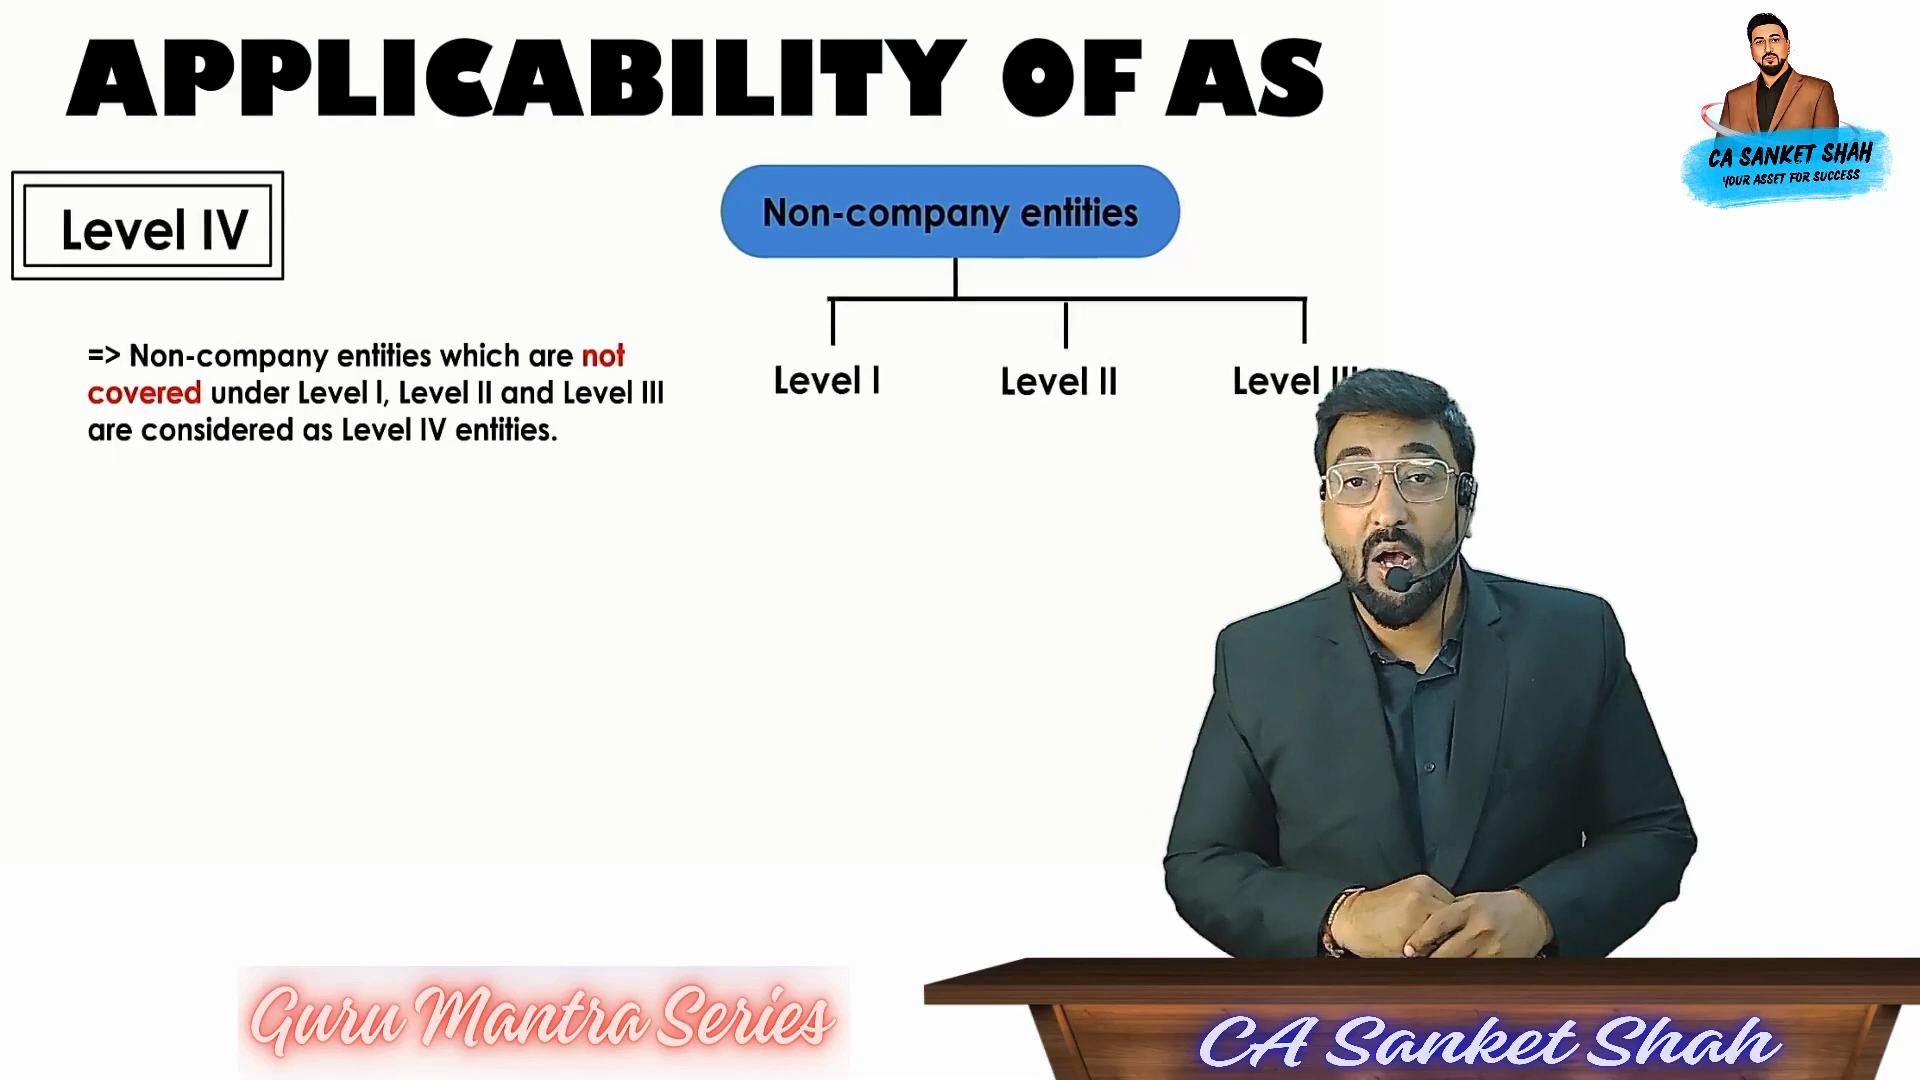 APPLICABILITY OF AS
CA SANKET SHAH
YOUR ASSET FOR SUCCESS
Level IV
Non-company entities
=> Non-company entities which are not
covered under Level I, Level II and Level III
are considered as Level IV entities.
Level I
Level II
Level III
Guru Mantra Series
CA Sanket Shah